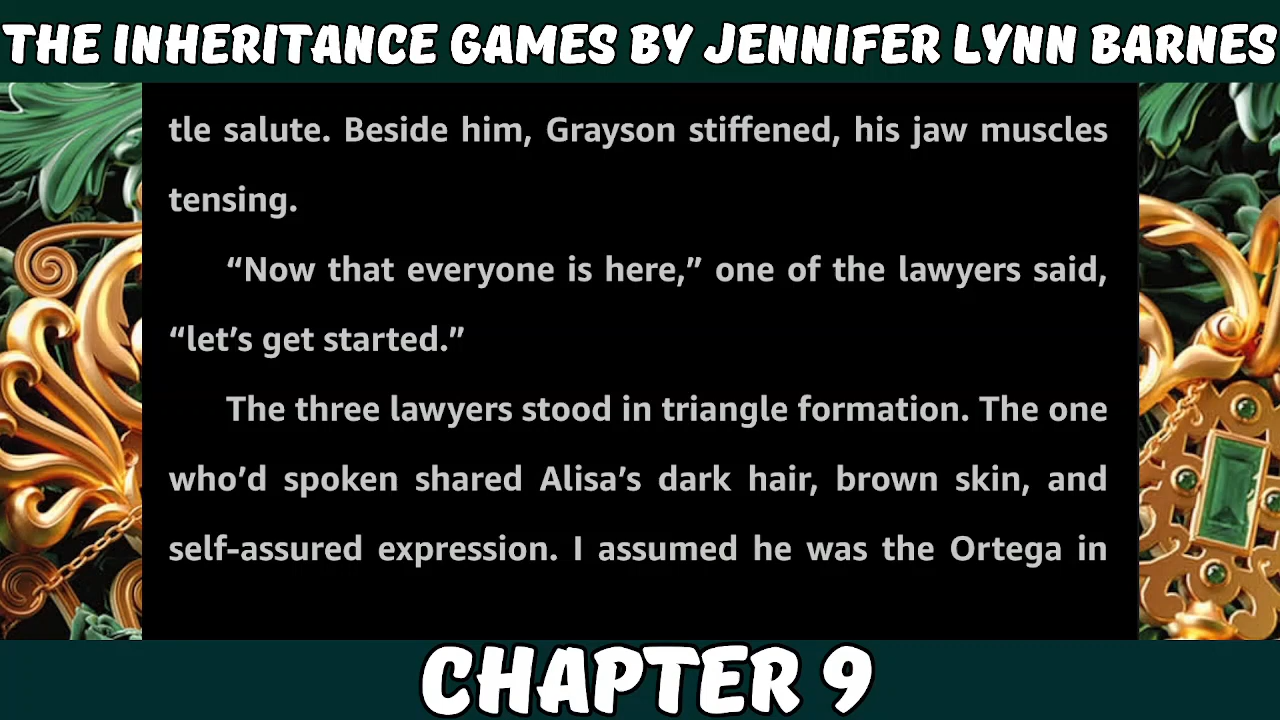 THE INHERITANCE GAMES BY JENNIFER LYNN BARNES
tle salute. Beside him, Grayson stiffened, his jaw muscles
tensing.
“Now that everyone is here,” one of the lawyers said,
“let’s get started.”
The three lawyers stood in triangle formation. The one
who’d spoken shared Alisa’s dark hair, brown skin, and
self-assured expression. I assumed he was the Ortega in
CHAPTER 9